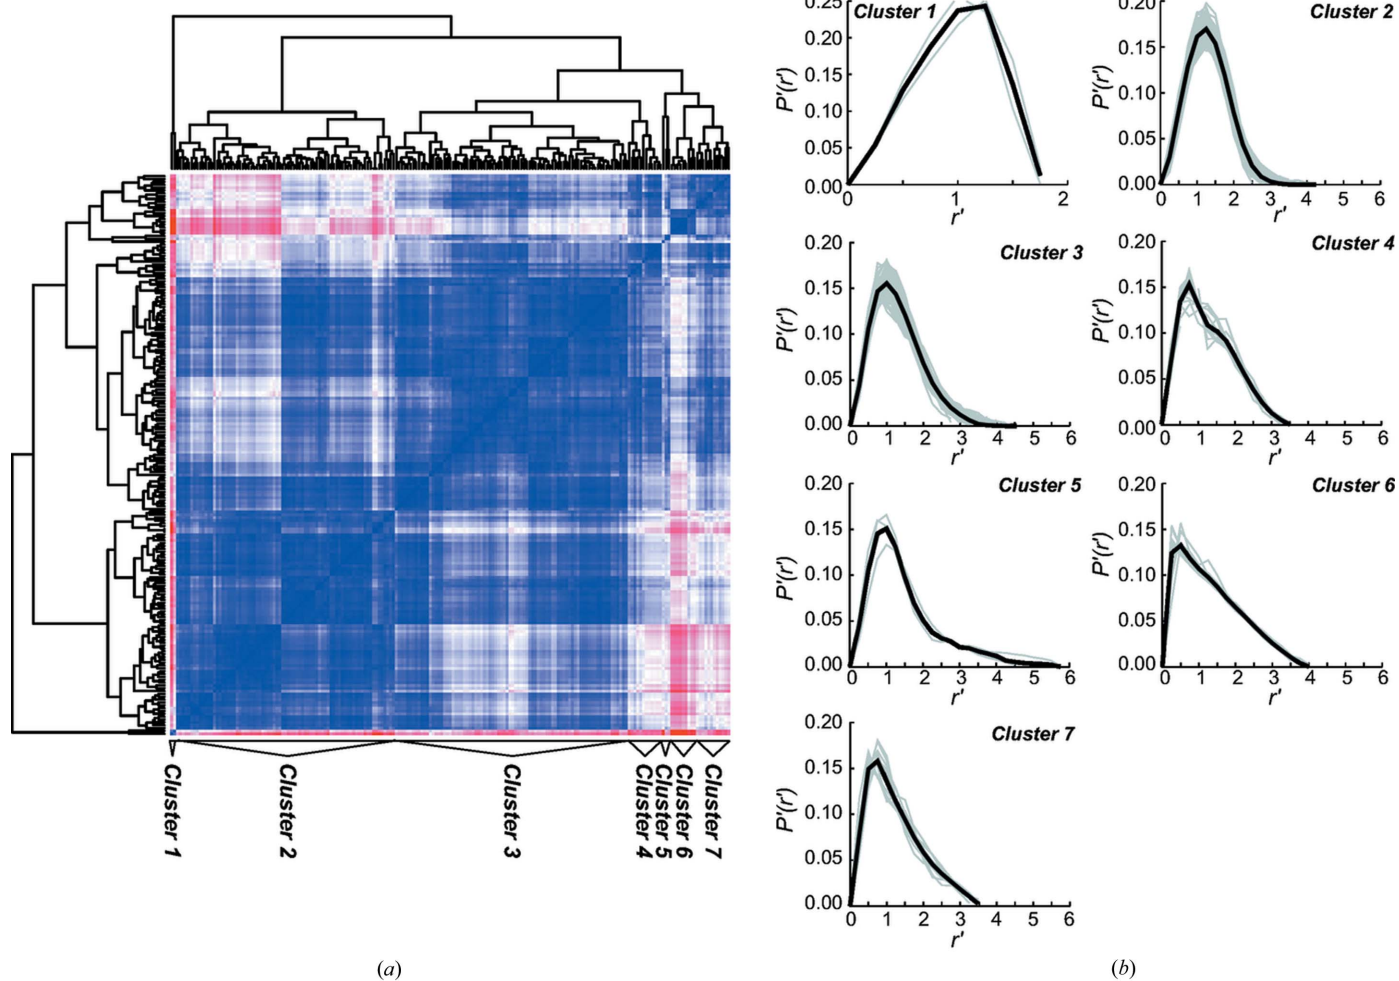 Cluster 1
Cluster 2
Cluster 3
Cluster 4
Cluster 5
Cluster 6
Cluster 7
(a)
Cluster 1
P'(r')
0.25
0.20
0.15
0.10
0.05
0.00
0 1 2
r'
Cluster 2
P'(r')
0.20
0.15
0.10
0.05
0.00
0 1 2 3 4 5 6
r'
Cluster 3
P'(r')
0.20
0.15
0.10
0.05
0.00
0 1 2 3 4 5 6
r'
Cluster 4
P'(r')
0.20
0.15
0.10
0.05
0.00
0 1 2 3 4 5 6
r'
Cluster 5
P'(r')
0.20
0.15
0.10
0.05
0.00
0 1 2 3 4 5 6
r'
Cluster 6
P'(r')
0.20
0.15
0.10
0.05
0.00
0 1 2 3 4 5 6
r'
Cluster 7
P'(r')
0.20
0.15
0.10
0.05
0.00
0 1 2 3 4 5 6
r'
(b)